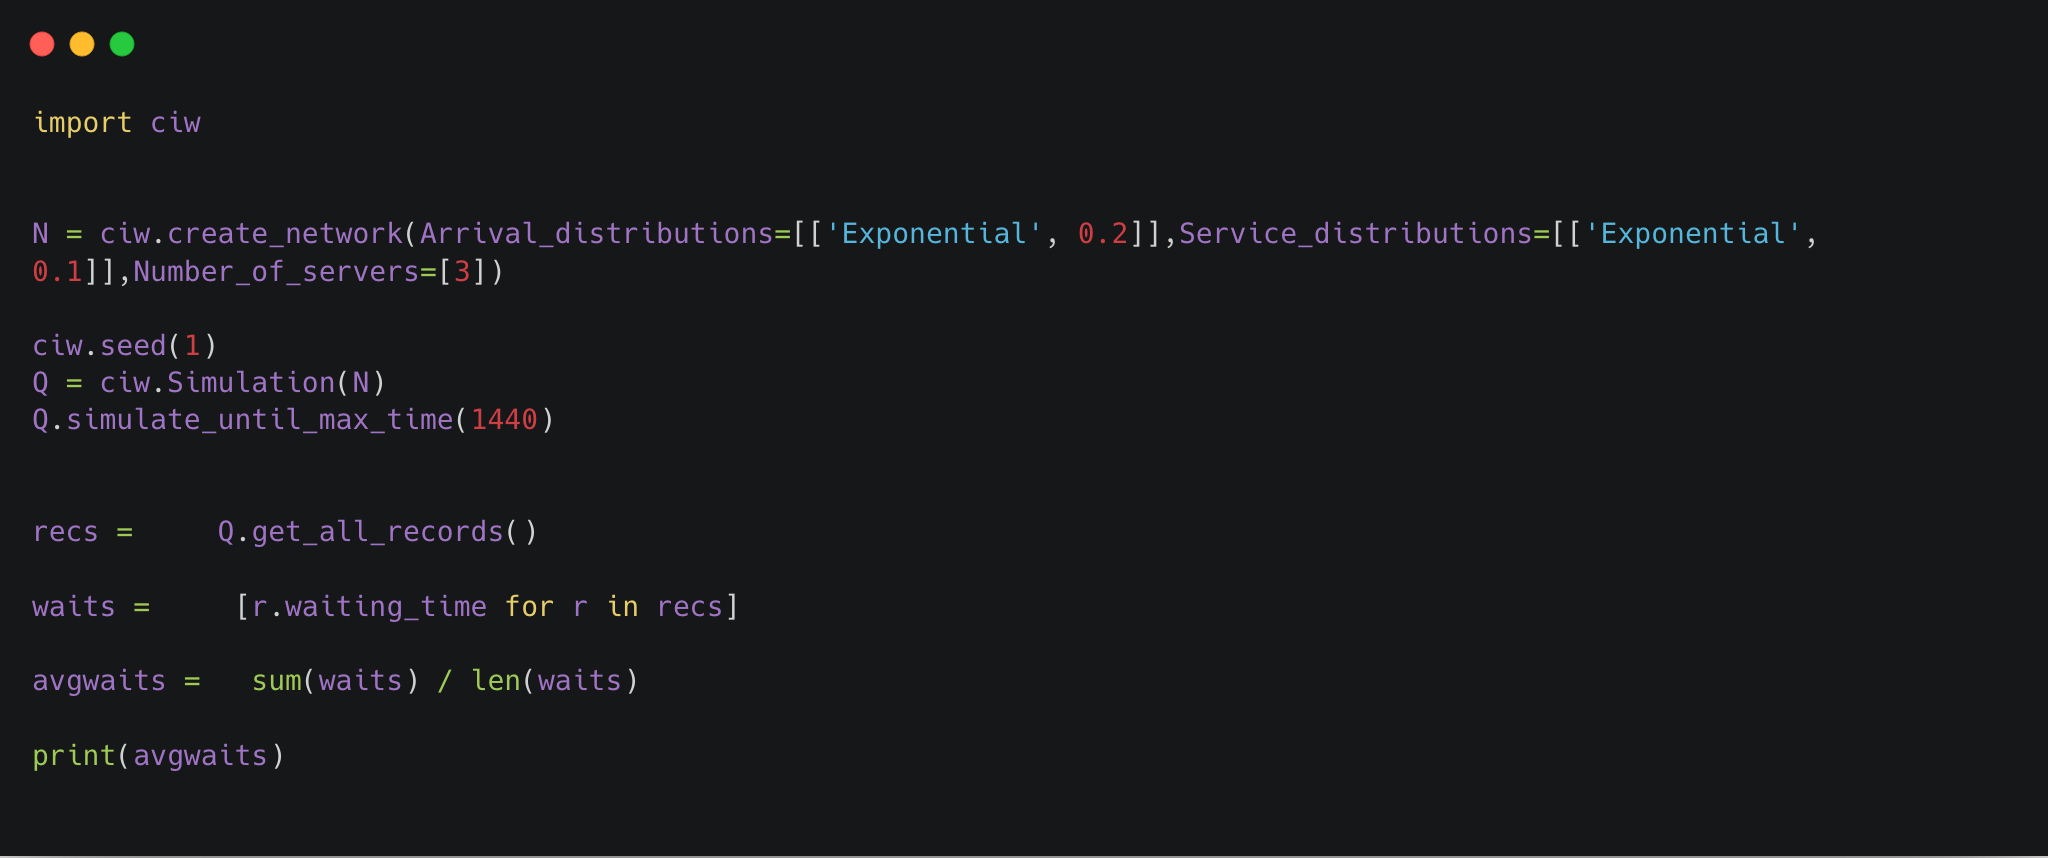 import ciw
N = ciw.create_network(Arrival_distributions=[['Exponential', 0.2]],Service_distributions=[['Exponential',
0.1]],Number_of_servers=[3])
ciw.seed(1)
Q = ciw.Simulation(N)
Q.simulate_until_max_time(1440)
recs =     Q.get_all_records()
waits =     [r.waiting_time for r in recs]
avgwaits =   sum(waits) / len(waits)
print(avgwaits)